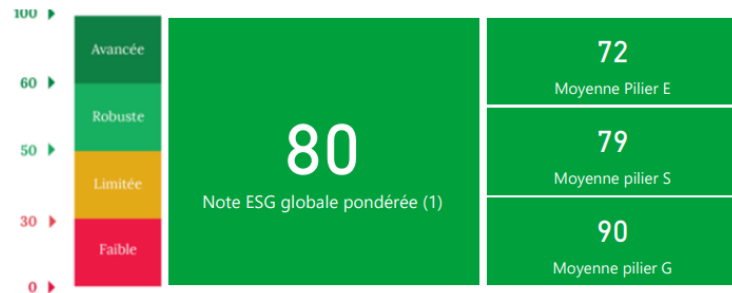 100
Avancée
60
Robuste
50
Limitée
30
Faible
0
80
Note ESG globale pondérée (1)
72
Moyenne Pilier E
79
Moyenne pilier S
90
Moyenne pilier G